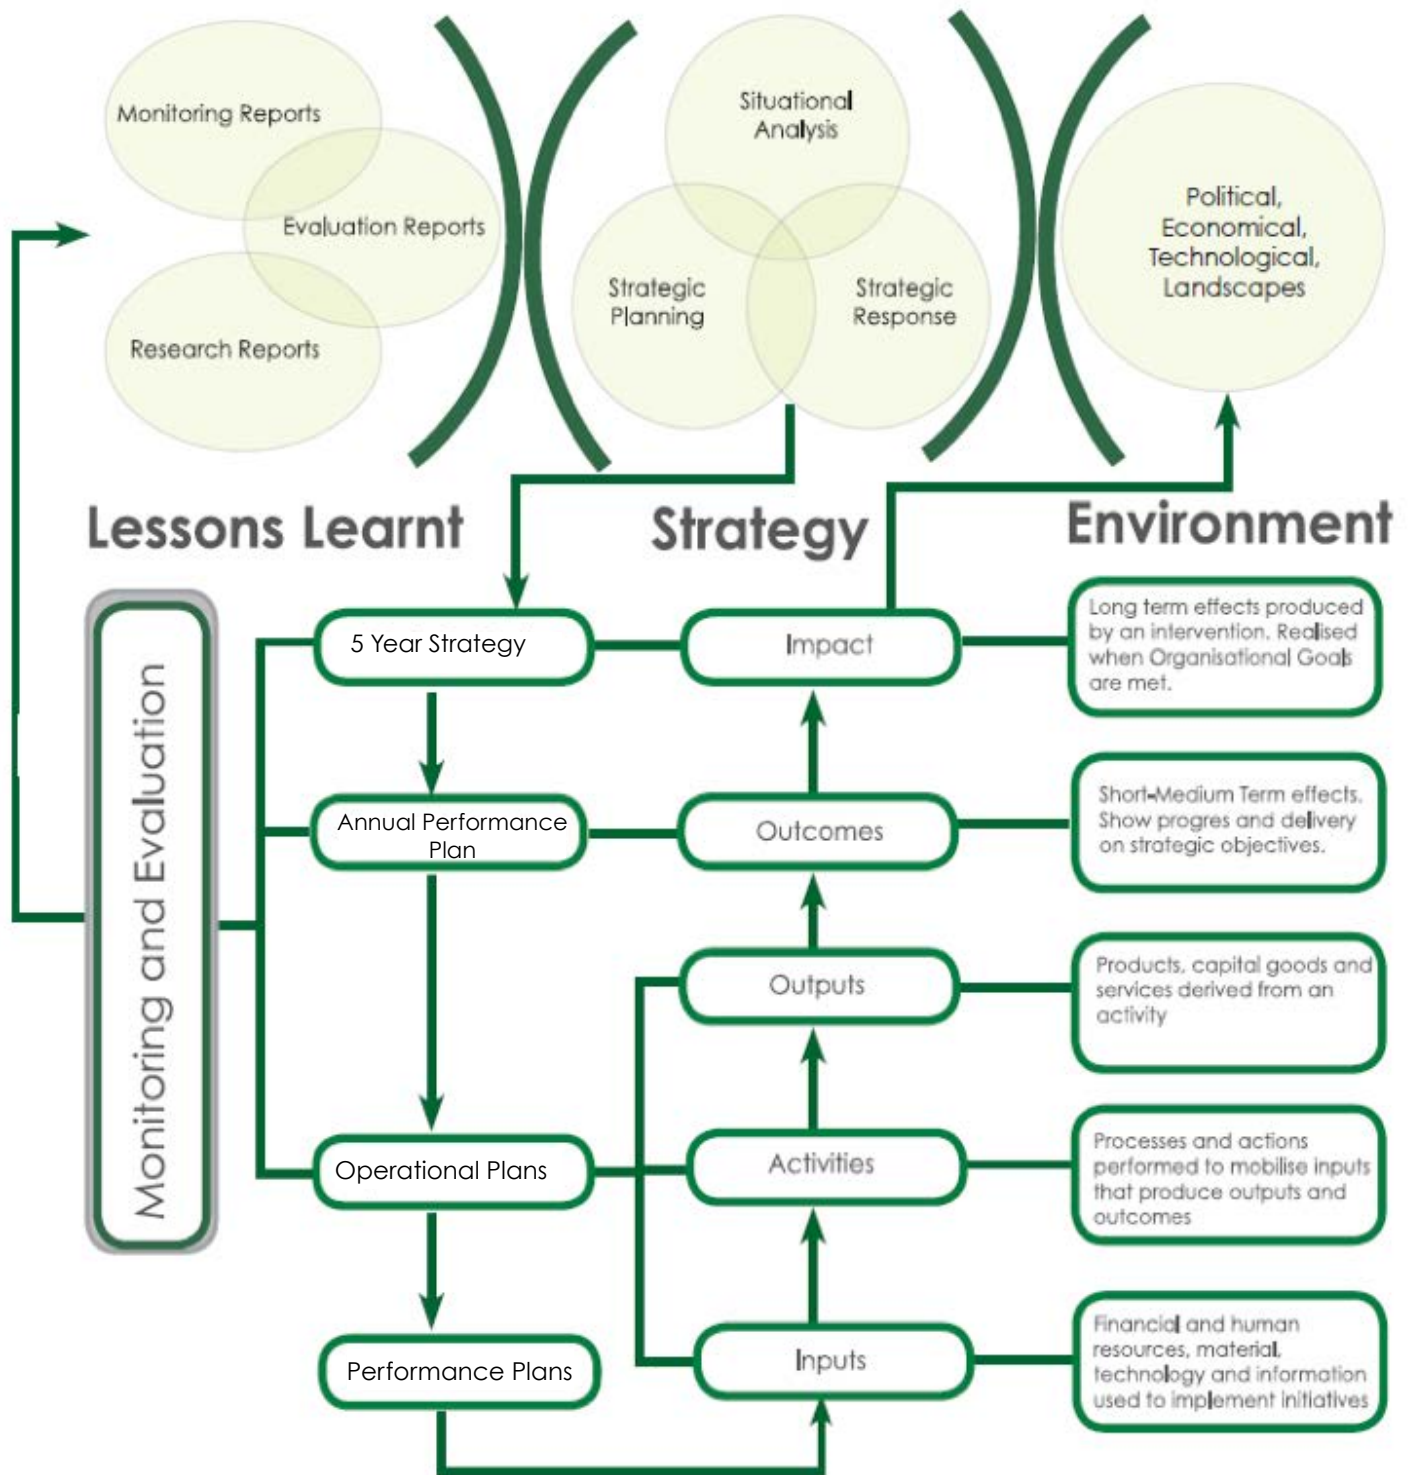 Monitoring Reports
Evaluation Reports
Research Reports
Situational
Analysis
Strategic
Planning
Strategic
Response
Political,
Economical,
Technological,
Landscapes
Lessons Learnt
Strategy
Environment
Monitoring and Evaluation
5 Year Strategy
Impact
Long term effects produced
by an intervention. Realised
when Organisational Goals
are met.
Annual Performance
Plan
Outcomes
Short-Medium Term effects.
Show progres and delivery
on strategic objectives.
Outputs
Products, capital goods and
services derived from an
activity
Operational Plans
Activities
Processes and actions
performed to mobilise inputs
that produce outputs and
outcomes
Performance Plans
Inputs
Financial and human
resources, material,
technology and information
used to implement initiatives